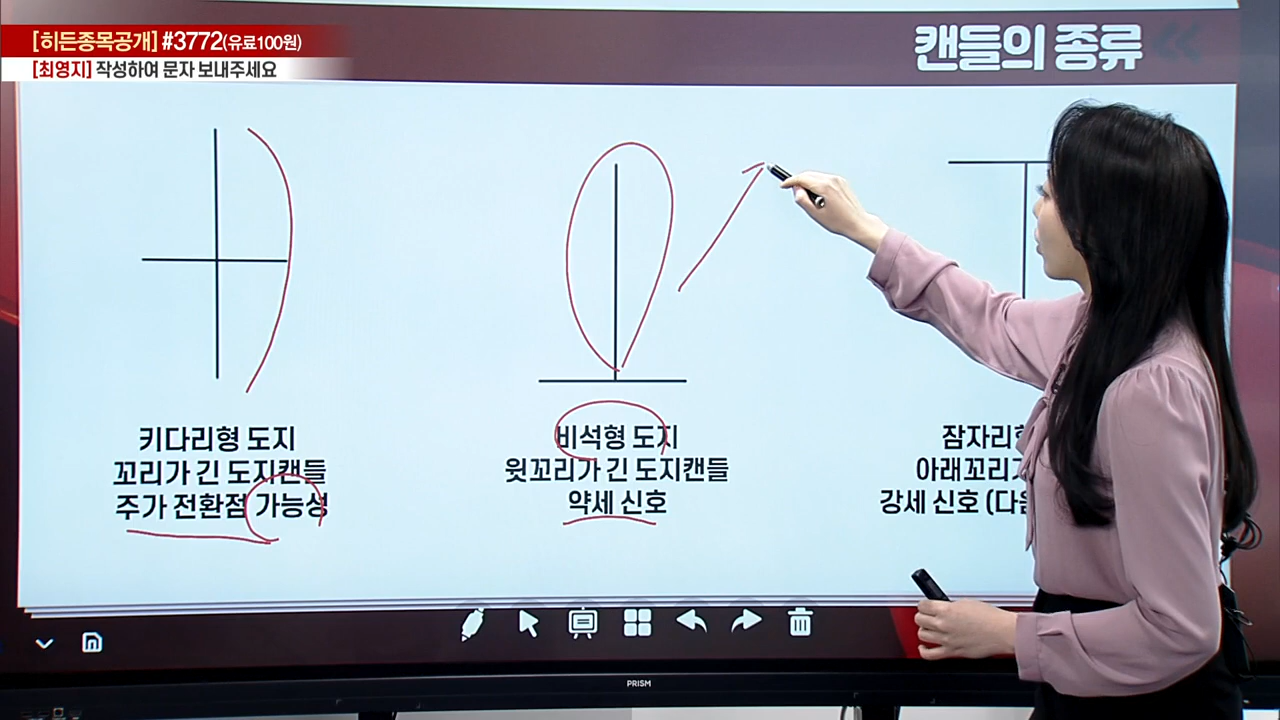 [히든종목공개] #3772(유료100원)
[최영지] 작성하여 문자 보내주세요
캔들의 종류
키다리형 도지
꼬리가 긴 도지캔들
주가 전환점 가능성
비석형 도지
윗꼬리가 긴 도지캔들
약세 신호
잠자리형
아래꼬리가
강세 신호 (다음
PRISM